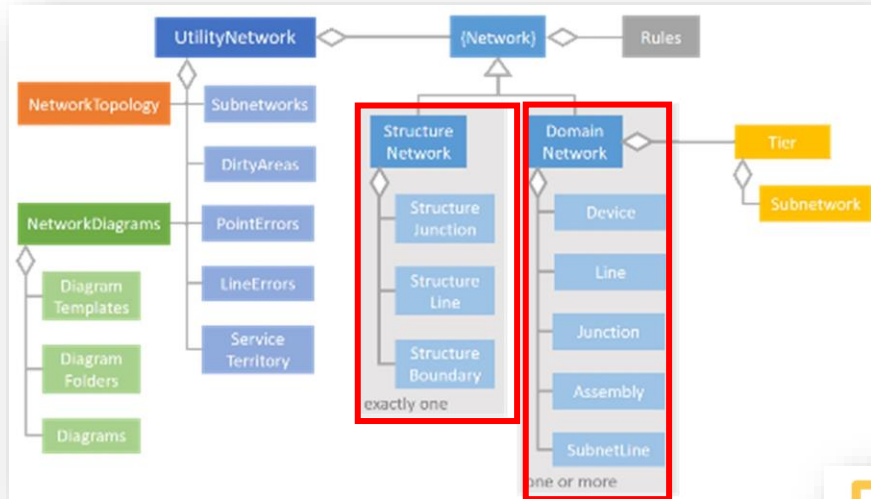 UtilityNetwork
{Network}
Rules
NetworkTopology
Subnetworks
DirtyAreas
NetworkDiagrams
PointErrors
LineErrors
Service
Territory
Diagram
Templates
Diagram
Folders
Diagrams
Structure
Network
Structure
Junction
Structure
Line
Structure
Boundary
exactly one
Domain
Network
Device
Line
Junction
Assembly
SubnetLine
one or more
Tier
Subnetwork